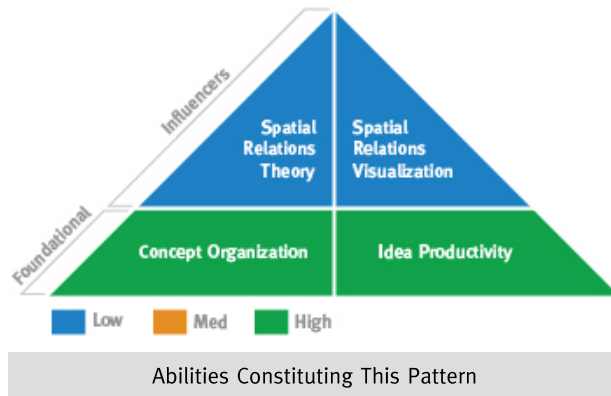 Influencers
Spatial
Relations
Theory
Spatial
Relations
Visualization
Foundational
Concept Organization
Idea Productivity
Low
Med
High
Abilities Constituting This Pattern